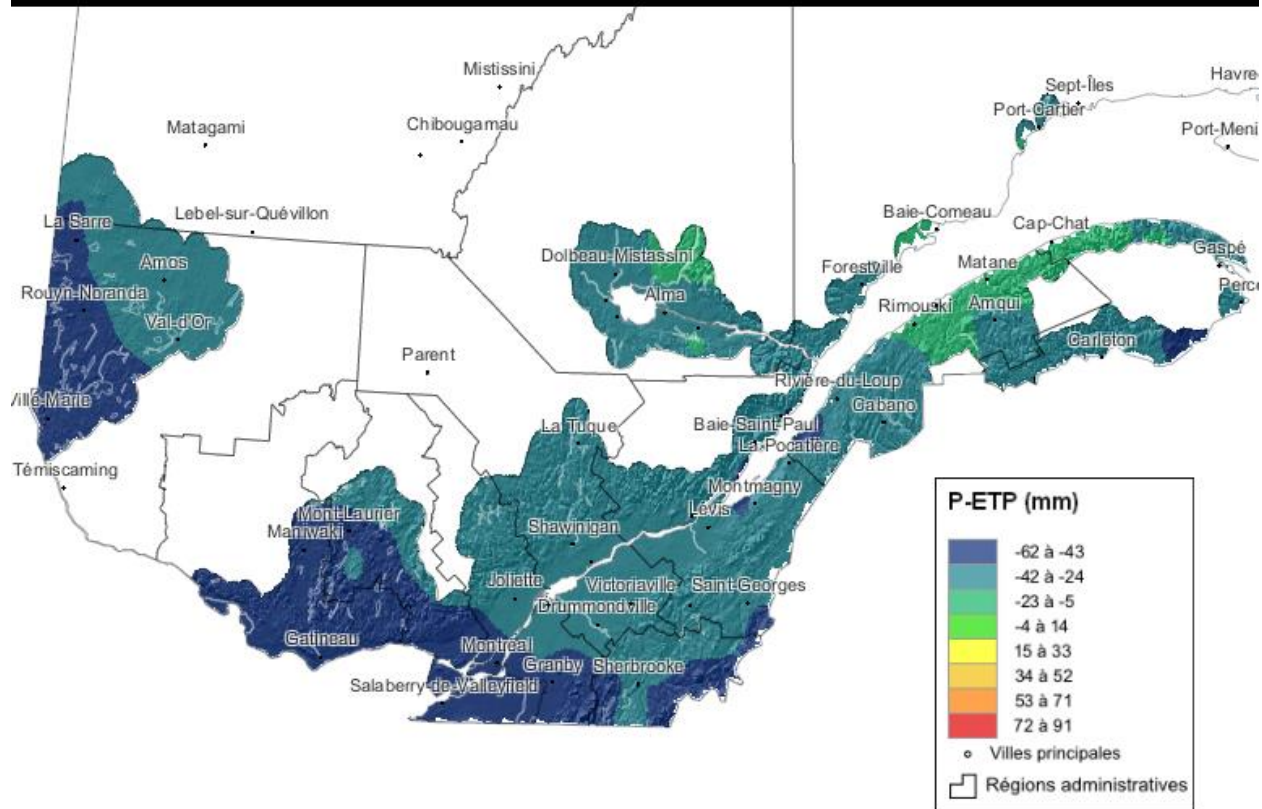 Mistissini
Havre
Sept-Îles
Port-Cartier
Matagami
Chibougamau
Port-Meni
La Sarre
Lebel-sur-Quévillon
Baie-Comeau
Cap-Chat
Amos
Dolbeau-Mistassini
Forestville
Matane
Gaspé
Rouyn-Noranda
Alma
Rimouski
Amqui
Perce
Val-d'Or
Carleton
Parent
Rivière-du-Loup
Ville-Marie
Cabano
La Tuque
Baie-Saint-Paul
La Pocatière
Témiscaming
Montmagny
Mont-Laurier
Maniwaki
Lévis
Shawinigan
Joliette
Victoriaville
Saint-Georges
Drummondville
Gatineau
Montréal
Granby
Sherbrooke
Salaberry-de-Valleyfield
P-ETP (mm)
-62 à -43
-42 à -24
-23 à -5
-4 à 14
15 à 33
34 à 52
53 à 71
72 à 91
Villes principales
Régions administratives